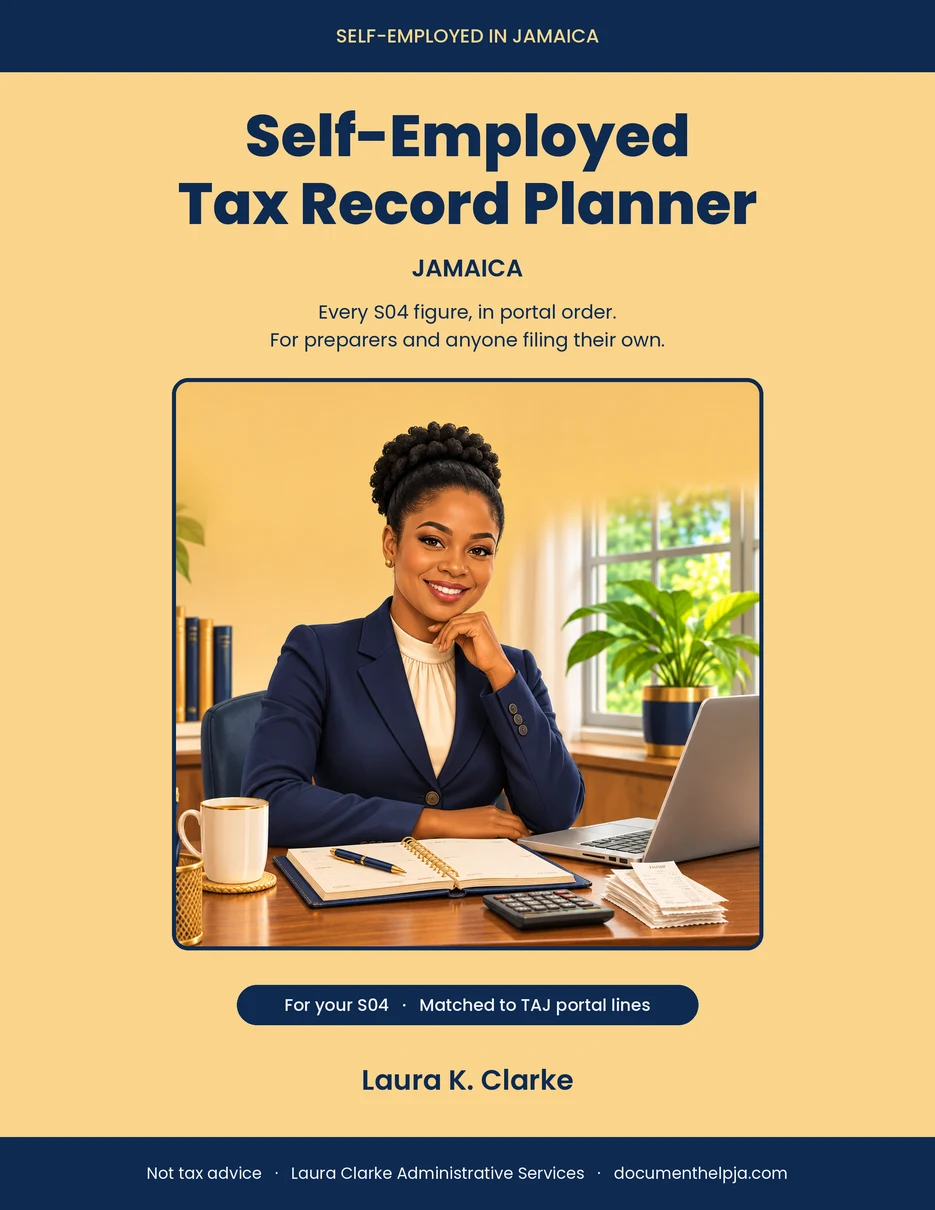 SELF-EMPLOYED IN JAMAICA
Self-Employed
Tax Record Planner
JAMAICA
Every S04 figure, in portal order.
For preparers and anyone filing their own.
For your S04 · Matched to TAJ portal lines
Laura K. Clarke
Not tax advice · Laura Clarke Administrative Services · documenthelpja.com